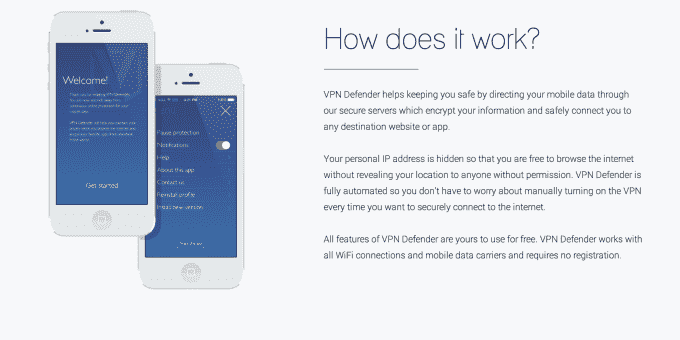 How does it work?
VPN Defender helps keeping you safe by directing your mobile data through
our secure servers which encrypt your information and safely connect you to
any destination website or app.
Your personal IP address is hidden so that you are free to browse the internet
without revealing your location to anyone without permission. VPN Defender is
fully automated so you don't have to worry about manually turning on the VPN
every time you want to securely connect to the internet.
All features of VPN Defender are yours to use for free. VPN Defender works with
all WiFi connections and mobile data carriers and requires no registration.
Welcome!
Get started
Pause protection
Notifications
Help
About the app
Contact us
Reinstall profile